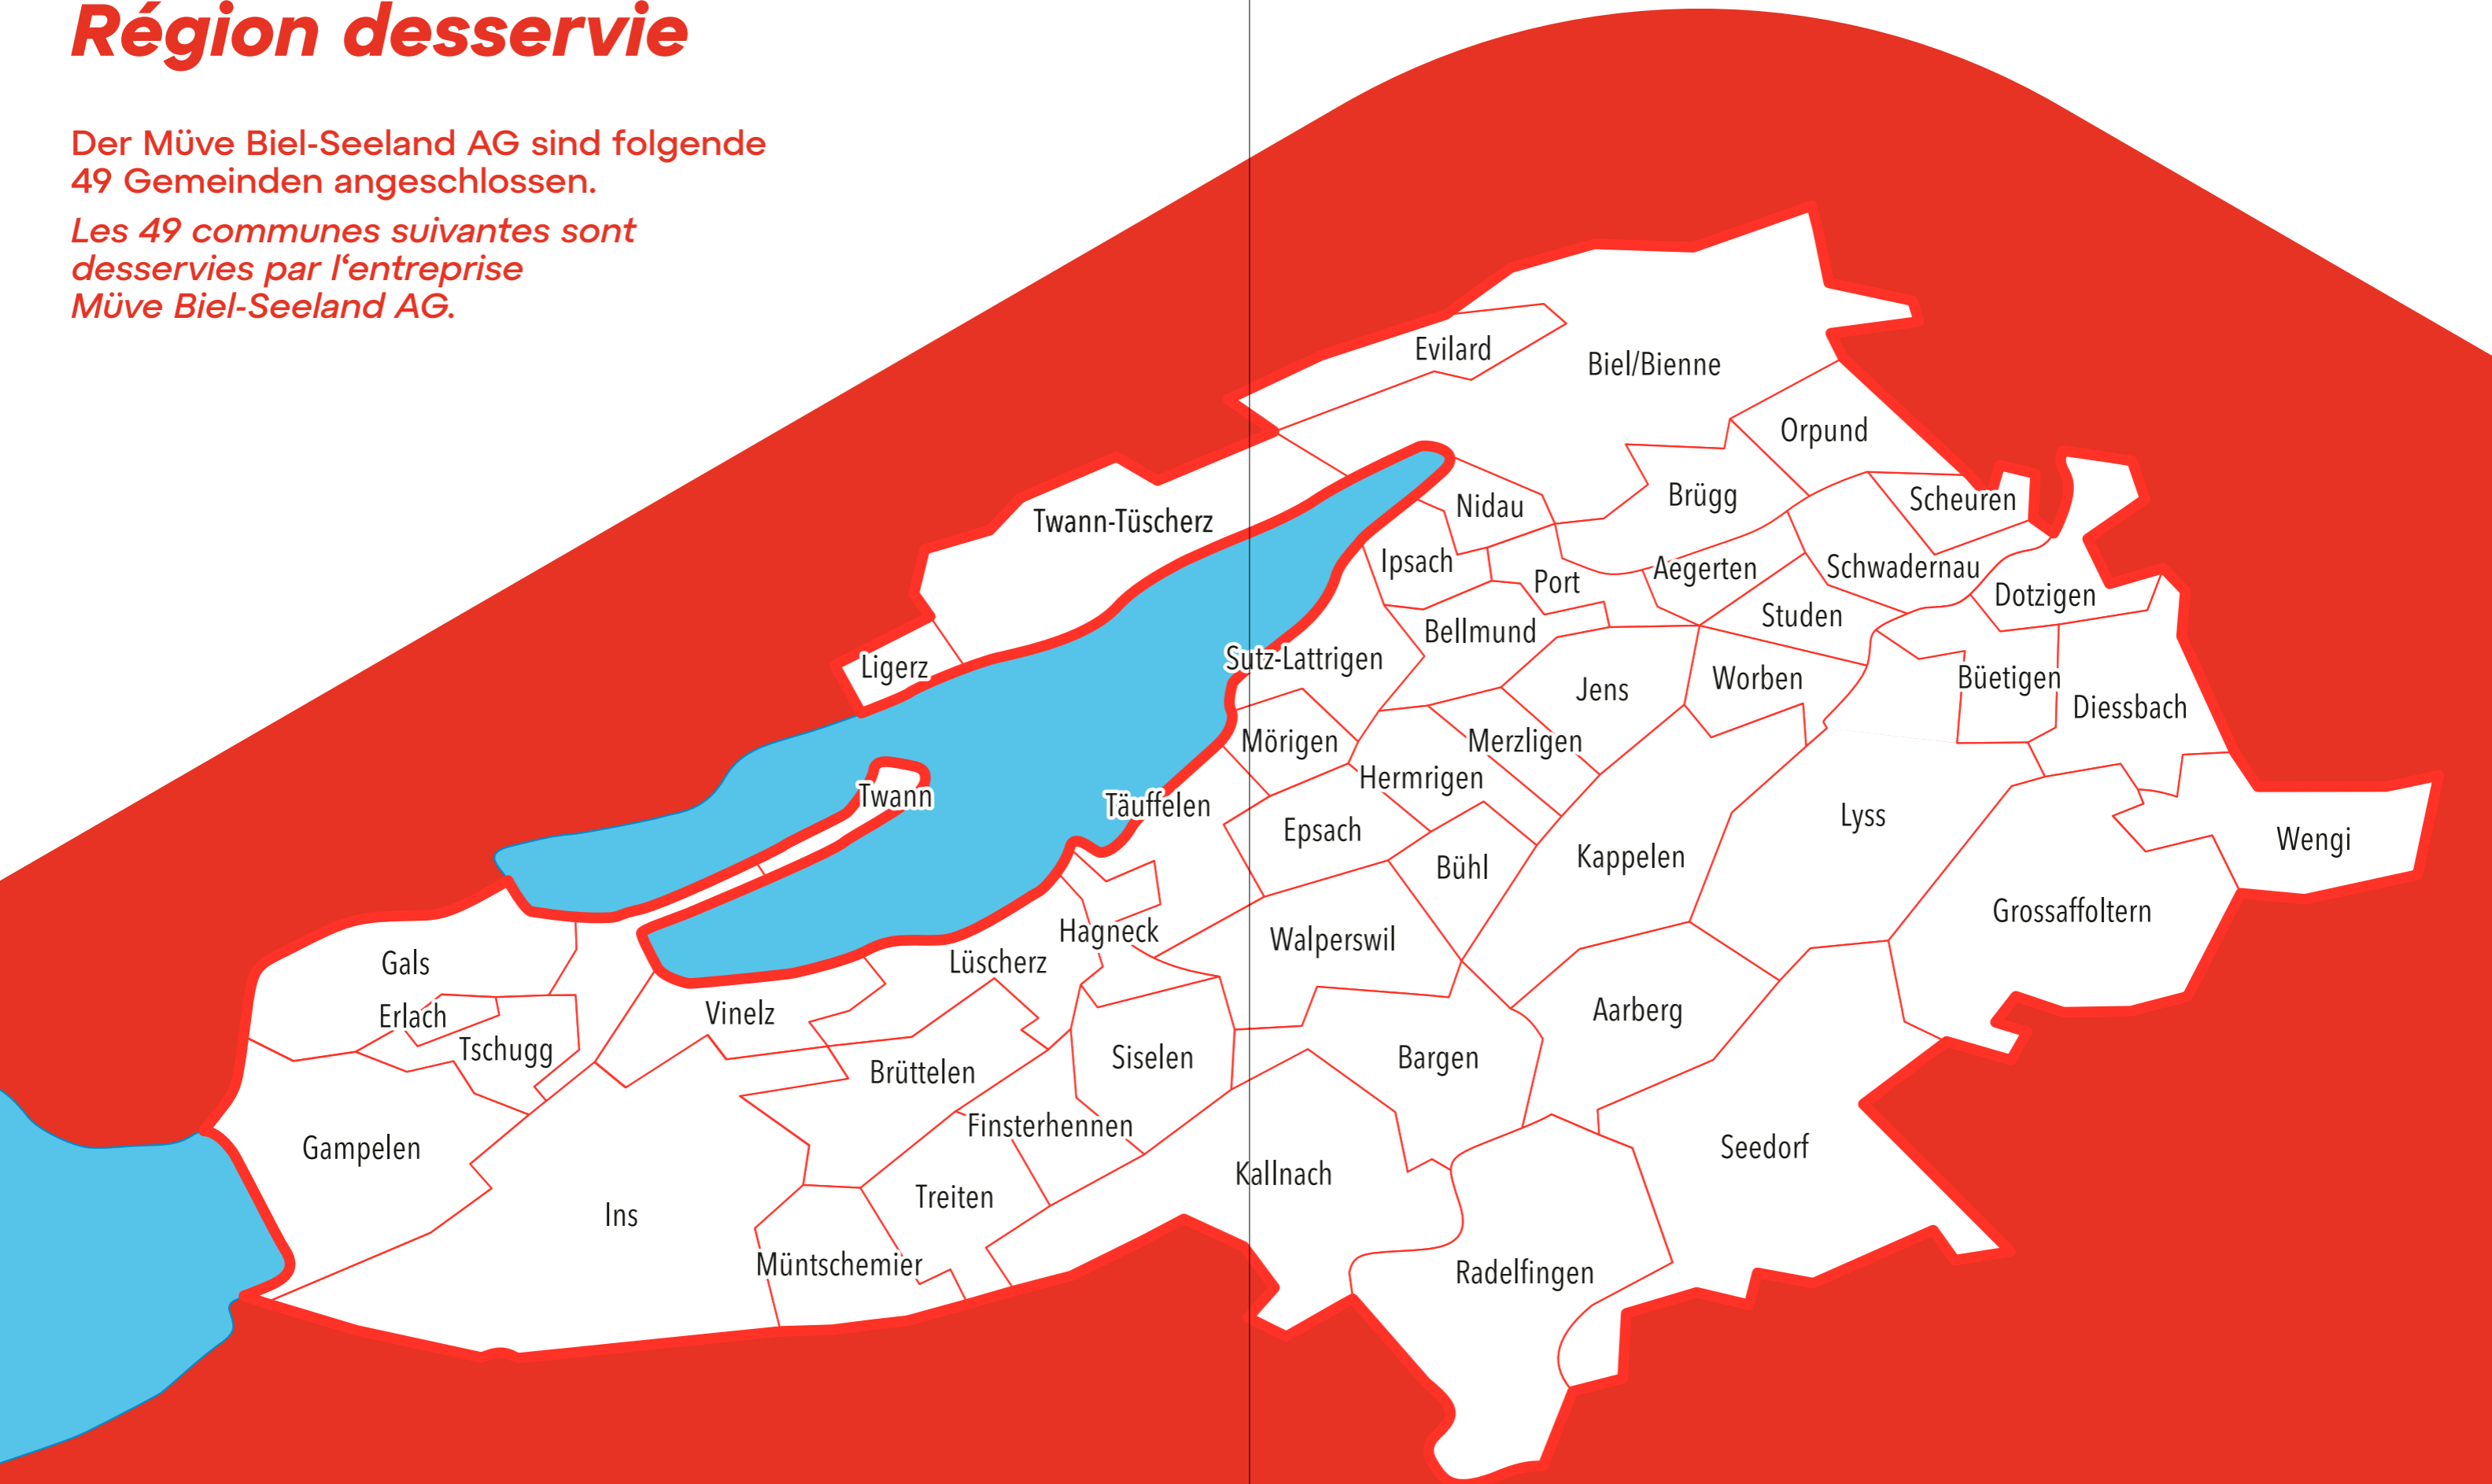 Région desservie
Der Müve Biel-Seeland AG sind folgende
49 Gemeinden angeschlossen.
Les 49 communes suivantes sont
desservies par l‘entreprise
Müve Biel-Seeland AG.
Evilard
Biel/Bienne
Orpund
Brügg
Scheuren
Nidau
Twann-Tüscherz
Ipsach
Port
Aegerten
Schwadernau
Dotzigen
Studen
Bellmund
Sutz-Lattrigen
Ligerz
Jens
Worben
Büetigen
Diessbach
Mörigen
Merzligen
Hermrigen
Twann
Täuffelen
Epsach
Lyss
Wengi
Bühl
Kappelen
Grossaffoltern
Hagneck
Walperswil
Gals
Lüscherz
Erlach
Vinelz
Aarberg
Tschugg
Siselen
Bargen
Brüttelen
Finsterhennen
Gampelen
Seedorf
Kallnach
Treiten
Ins
Müntschemier
Radelfingen